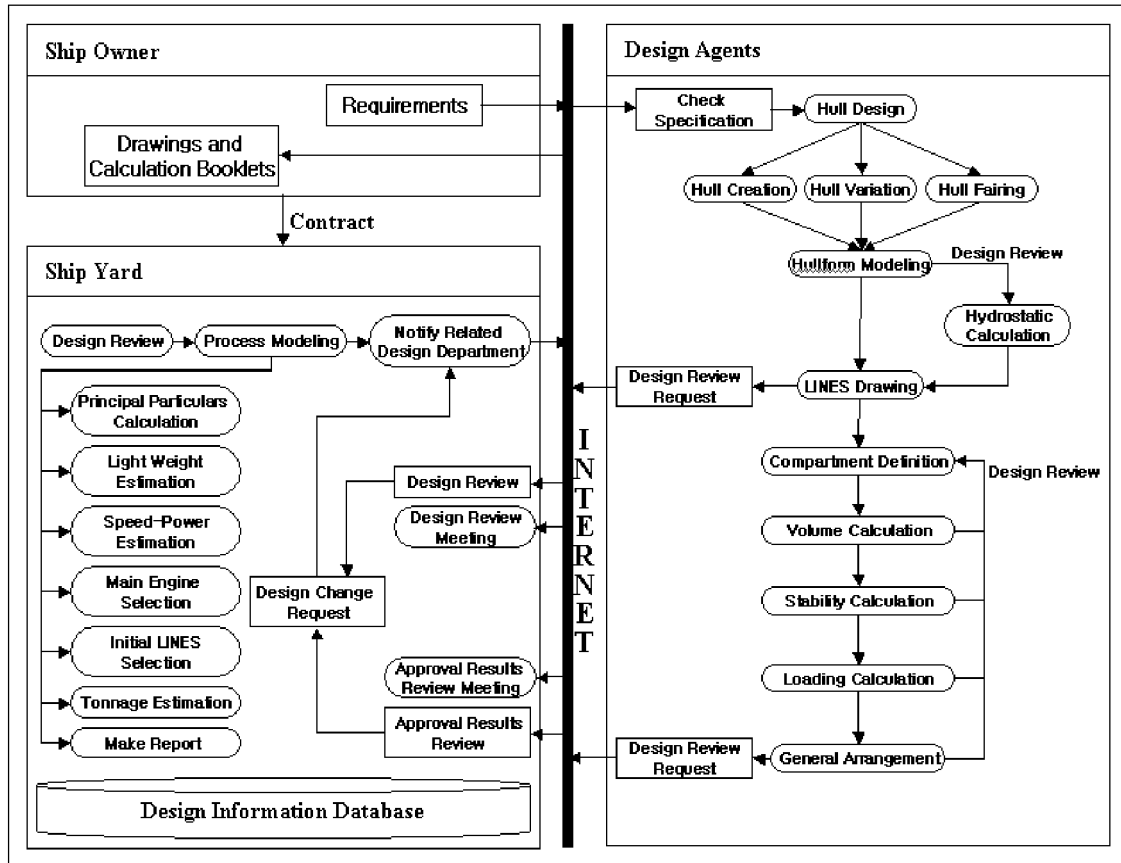 Ship Owner
Requirements
Drawings and
Calculation Booklets
Contract
Ship Yard
Design Review
Process Modeling
Notify Related
Design Department
Principal Particulars
Calculation
Light Weight
Estimation
Speed-Power
Estimation
Main Engine
Selection
Initial LINES
Selection
Tonnage Estimation
Make Report
Design Review
Design Review
Meeting
Design Change
Request
Approval Results
Review Meeting
Approval Results
Review
Design Information Database
INTERNET
Design Agents
Check
Specification
Hull Design
Hull Creation
Hull Variation
Hull Fairing
Hullform Modeling
Design Review
Hydrostatic
Calculation
LINES Drawing
Design Review
Request
Compartment Definition
Design Review
Volume Calculation
Stability Calculation
Loading Calculation
General Arrangement
Design Review
Request